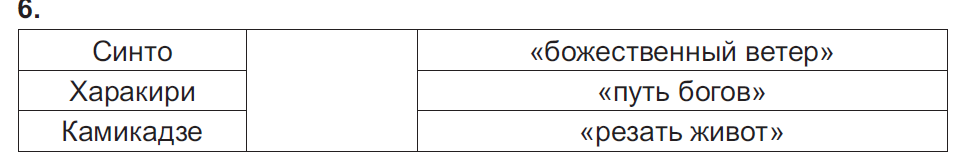 6.
Синто «божественный ветер»
Харакири «путь богов»
Камикадзе «резать живот»